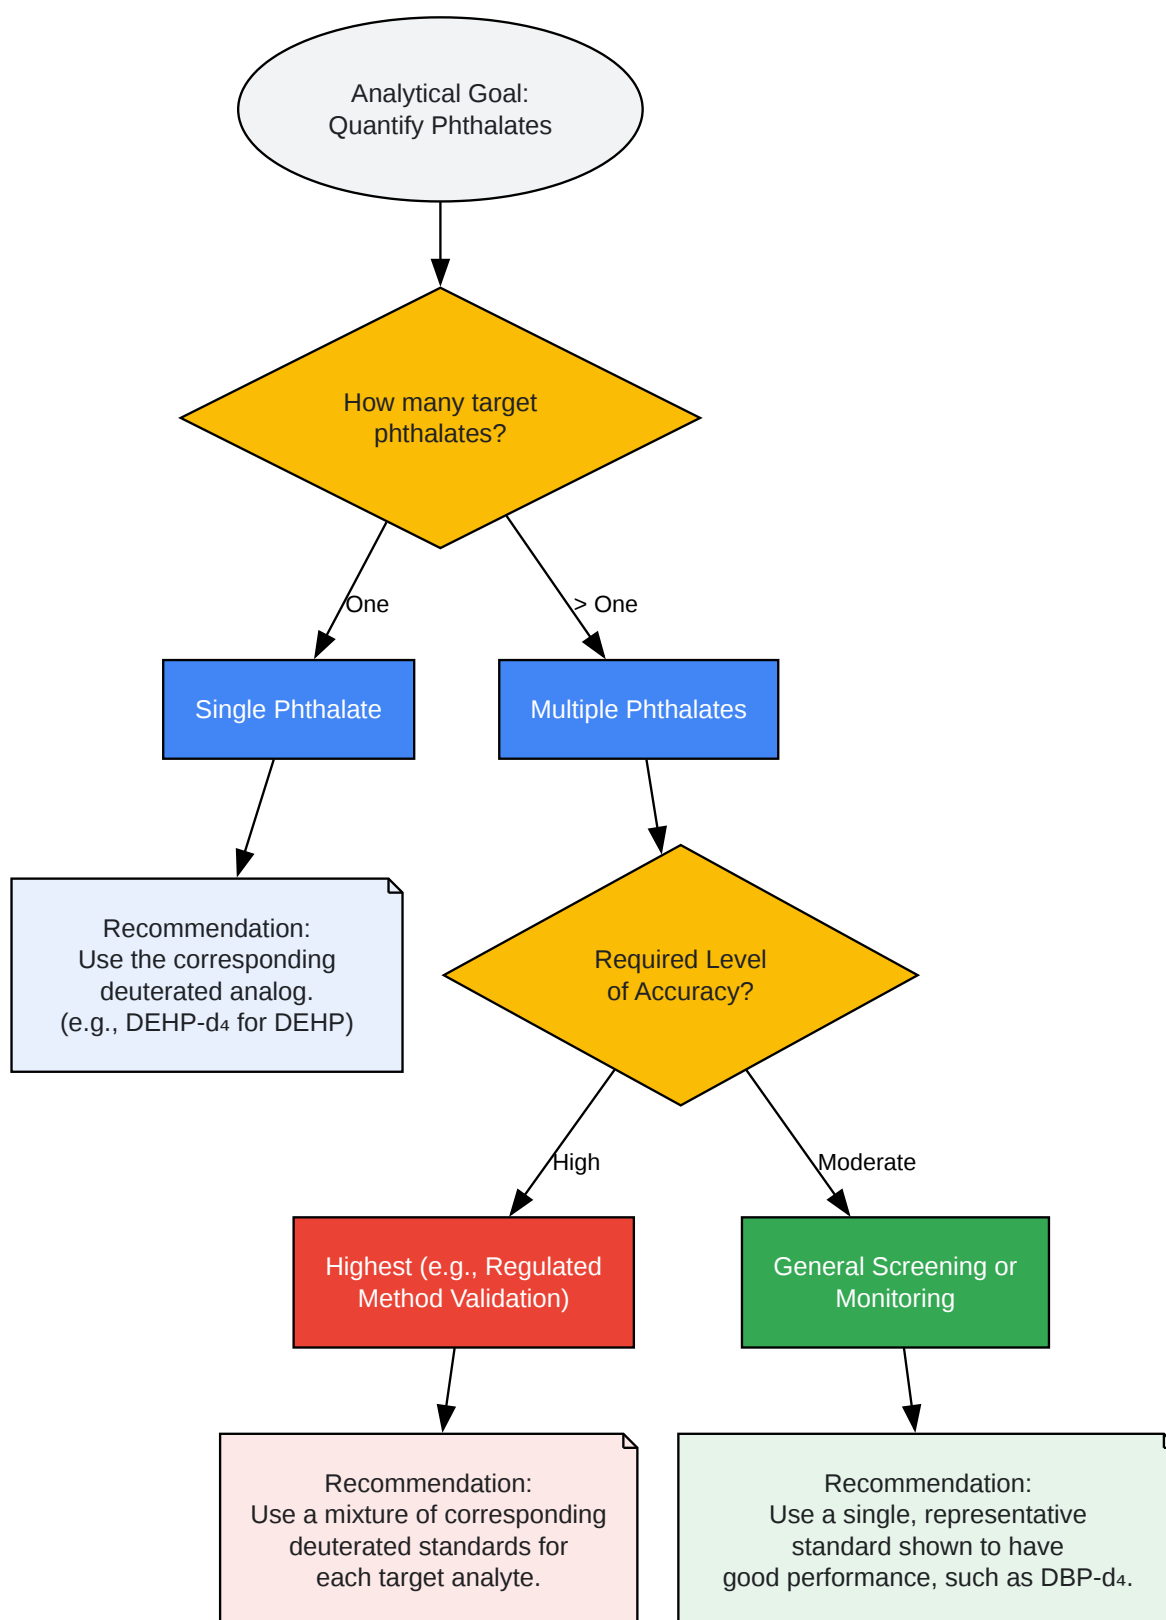 Analytical Goal:
Quantify Phthalates
How many target
phthalates?
One
> One
Single Phthalate
Multiple Phthalates
Recommendation:
Use the corresponding
deuterated analog.
(e.g., DEHP-d₄ for DEHP)
Required Level
of Accuracy?
High
Moderate
Highest (e.g., Regulated
Method Validation)
General Screening or
Monitoring
Recommendation:
Use a mixture of corresponding
deuterated standards for
each target analyte.
Recommendation:
Use a single, representative
standard shown to have
good performance, such as DBP-d₄.